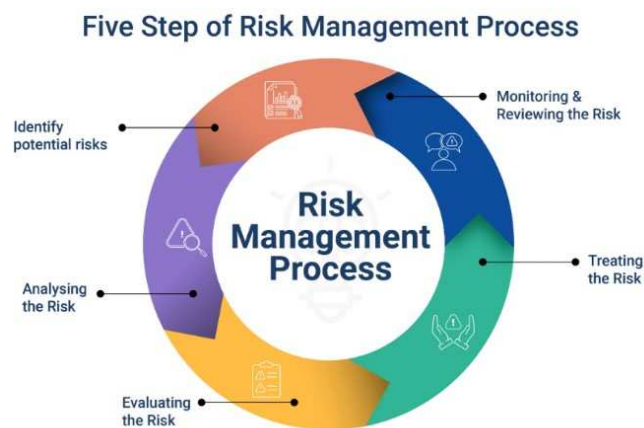 Five Step of Risk Management Process
Monitoring &
Reviewing the Risk
Identify
potential risks
Risk
Management
Process
Treating
the Risk
Analysing
the Risk
Evaluating
the Risk